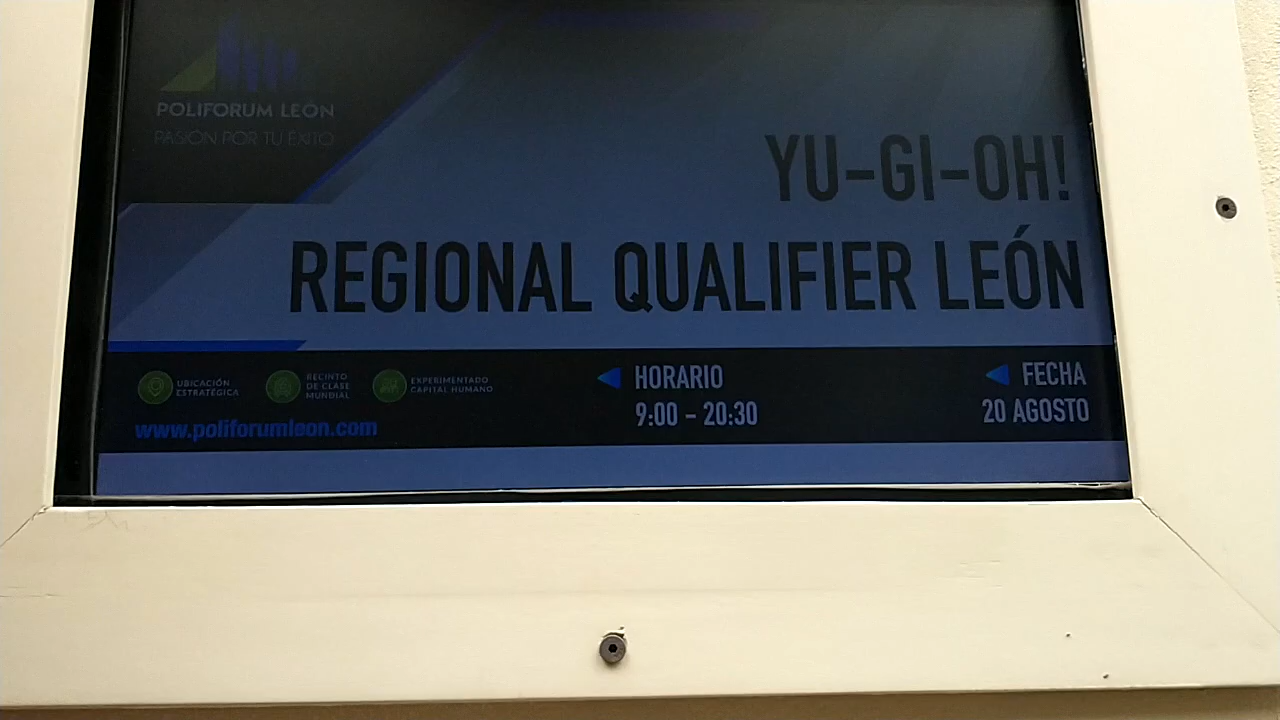 POLIFORUM LEÓN
PASIÓN POR TU ÉXITO
YU-GI-OH!
REGIONAL QUALIFIER LEÓN
UBICACIÓN
ESTRATÉGICA
RECINTO
DE CLASE
MUNDIAL
EXPERIMENTADO
CAPITAL HUMANO
www.poliforumleon.com
HORARIO
9:00 - 20:30
FECHA
20 AGOSTO